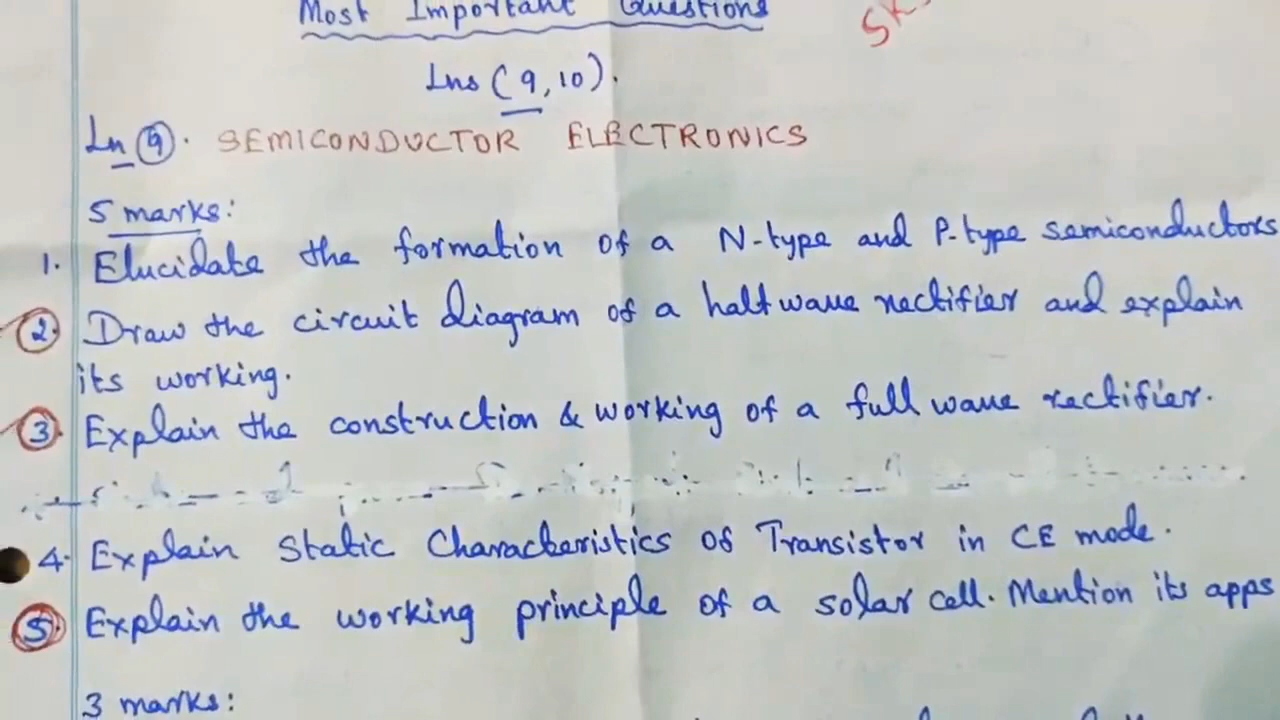 Most Important Questions
Lns (9,10).
Ln 9. SEMICONDUCTOR ELECTRONICS
5 marks:
1. Elucidate the formation of a N-type and P-type semiconductors
2. Draw the circuit diagram of a half wave rectifier and explain
its working.
3. Explain the construction & working of a full wave rectifier.
4. Explain Static Characteristics of Transistor in CE mode.
5. Explain the working principle of a solar cell. Mention its apps
3 marks: